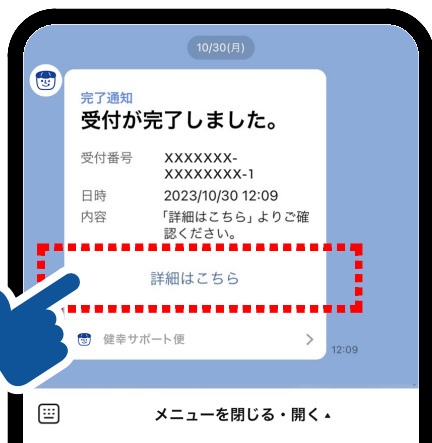 10/30(月)
完了通知
受付が完了しました。
受付番号 XXXXXXX-
XXXXXXXX-1
日時 2023/10/30 12:09
内容 「詳細はこちら」よりご確
認ください。
詳細はこちら
健幸サポート便
12:09
メニューを閉じる・開く▲